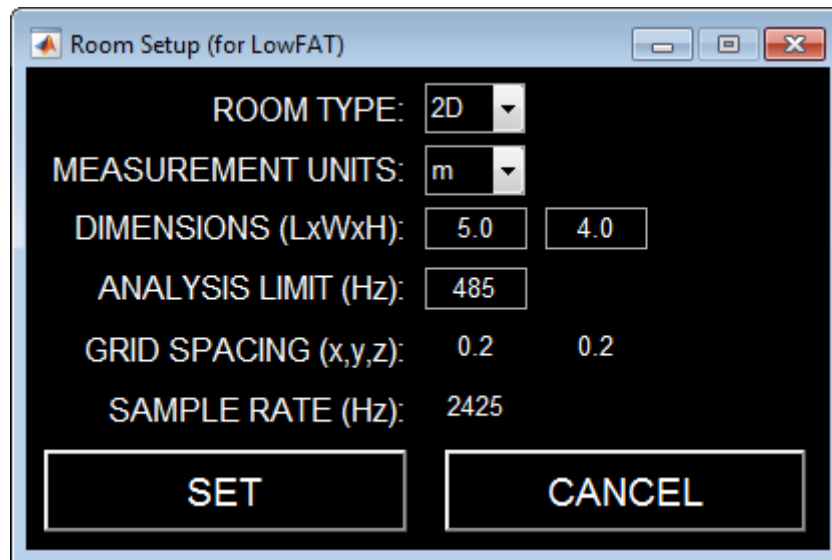 Room Setup (for LowFAT)
ROOM TYPE: 2D
MEASUREMENT UNITS: m
DIMENSIONS (LxWxH): 5.0 4.0
ANALYSIS LIMIT (Hz): 485
GRID SPACING (x,y,z): 0.2 0.2
SAMPLE RATE (Hz): 2425
SET CANCEL